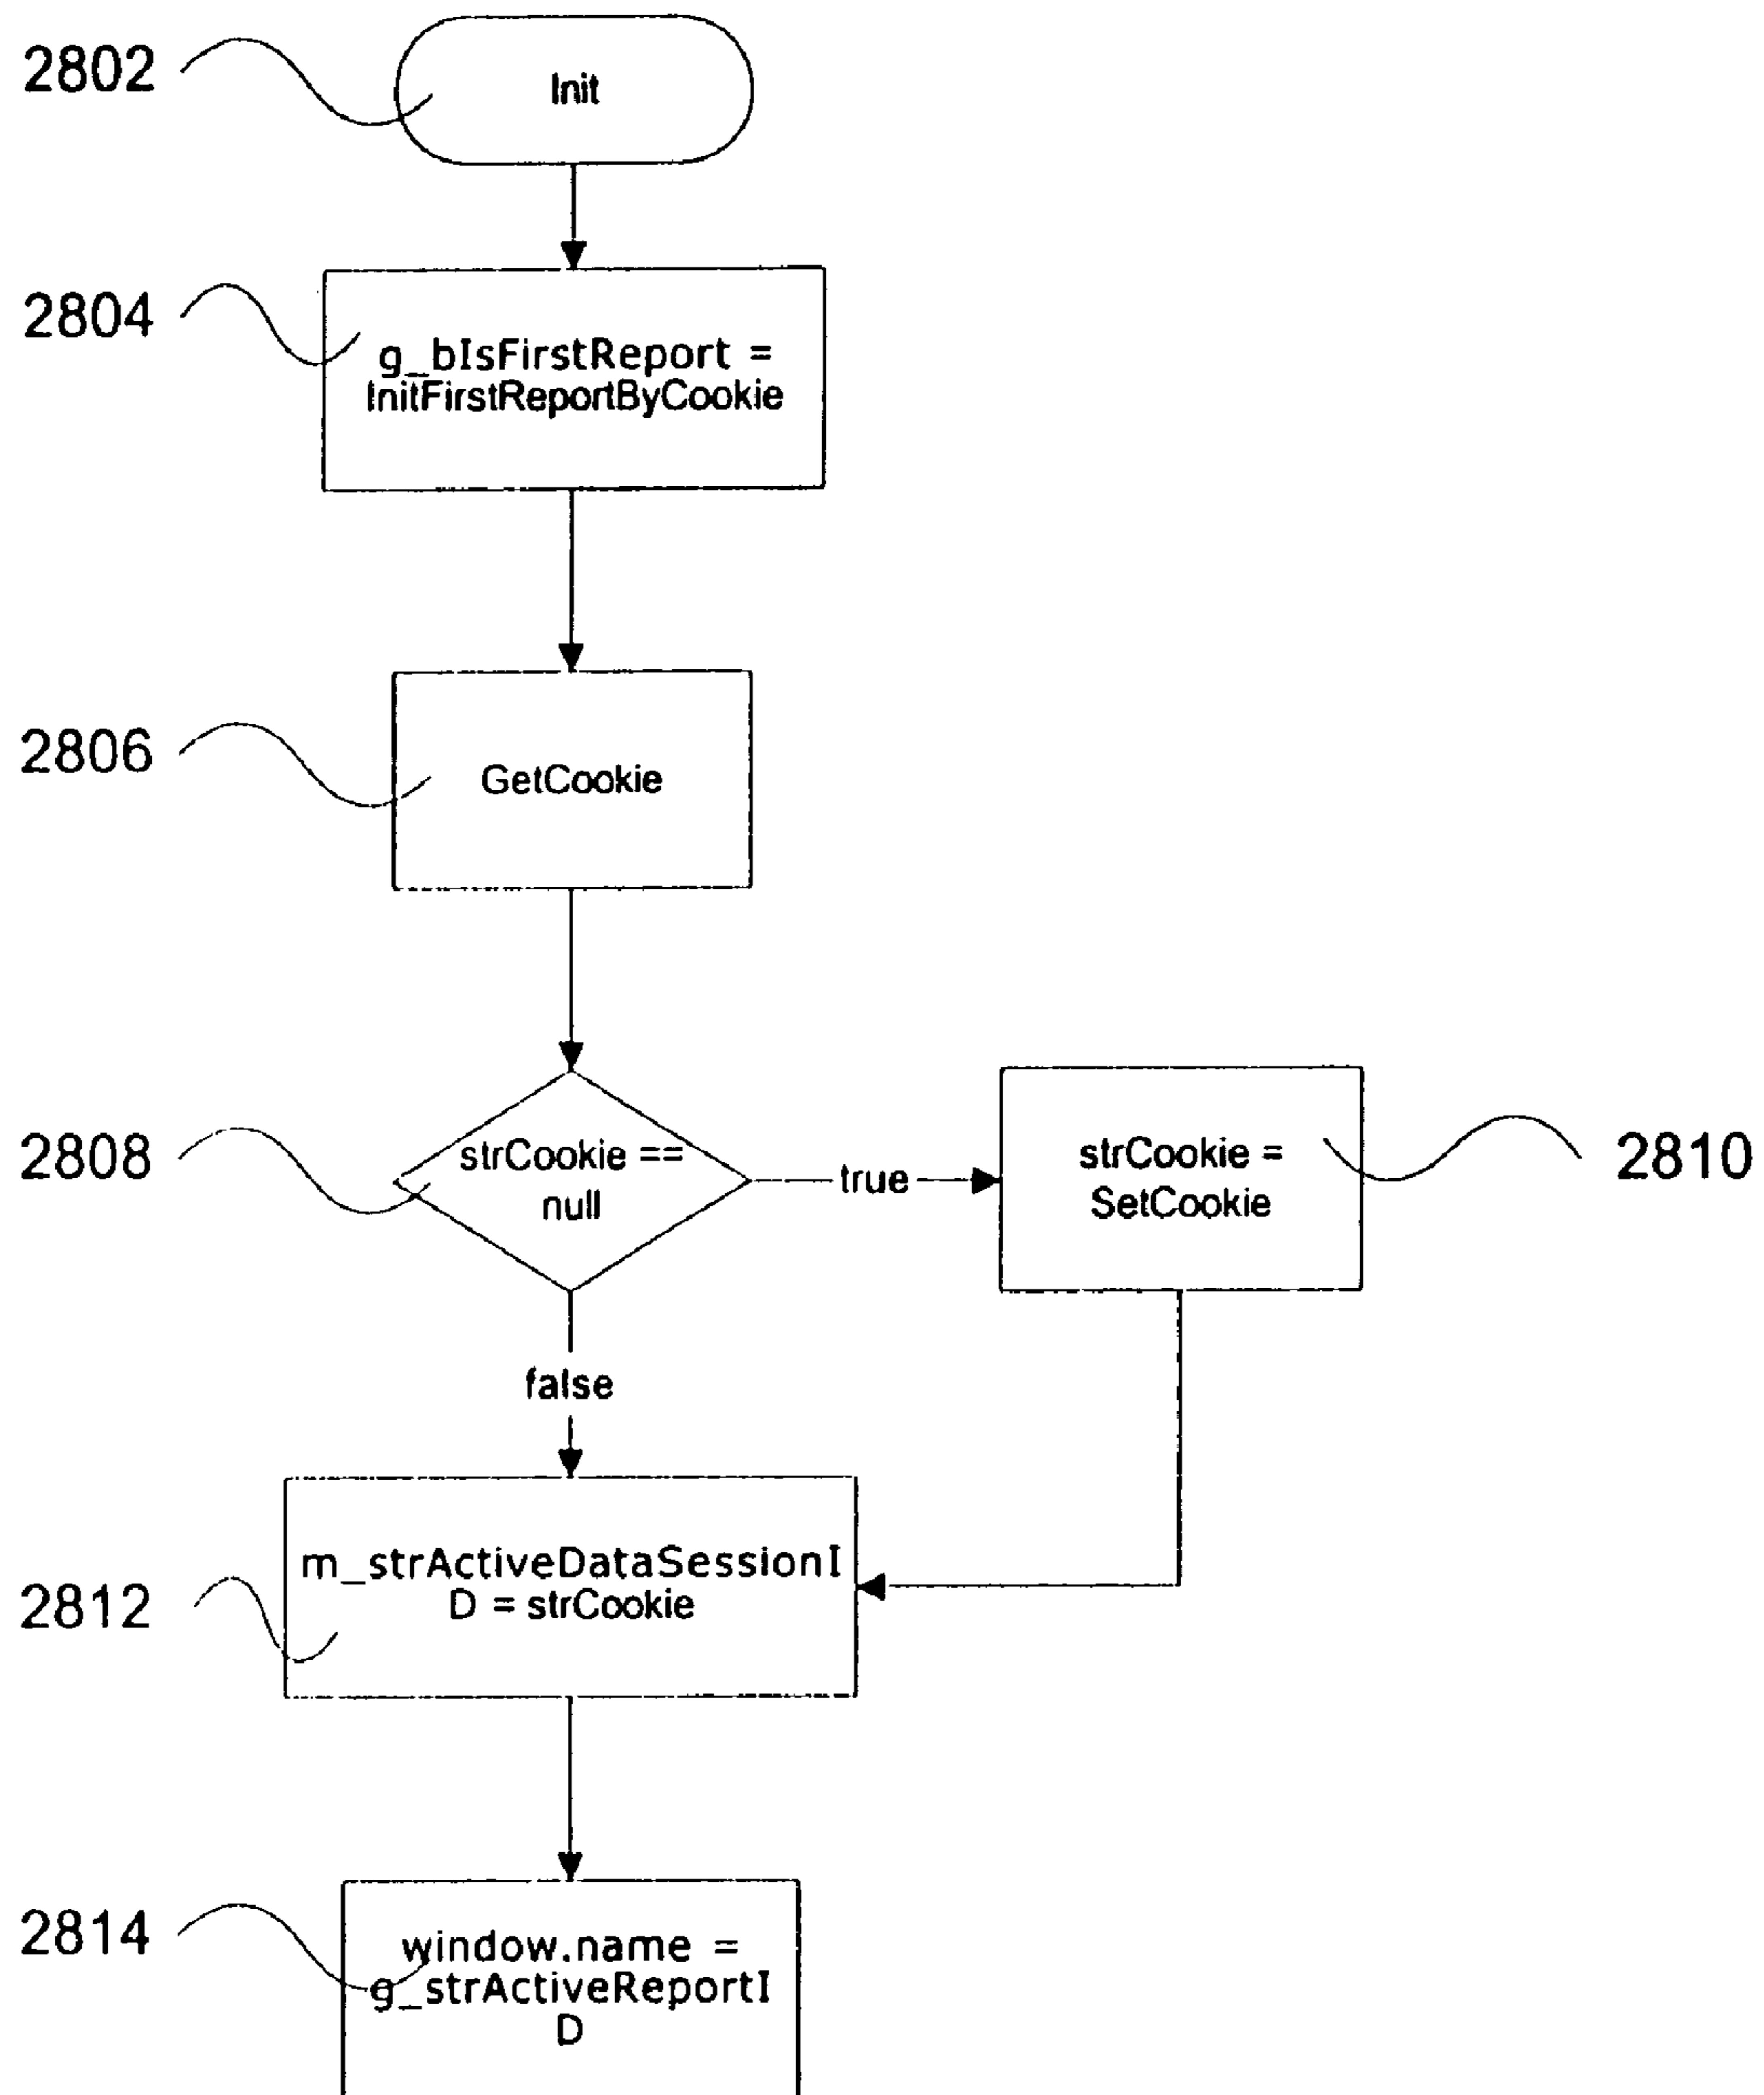 2802
Init
2804
g_bIsFirstReport =
InitFirstReportByCookie
2806
GetCookie
2808
strCookie ==
null
true
strCookie =
SetCookie
2810
false
2812
m_strActiveDataSessionI
D = strCookie
2814
window.name =
g_strActiveReportI
D